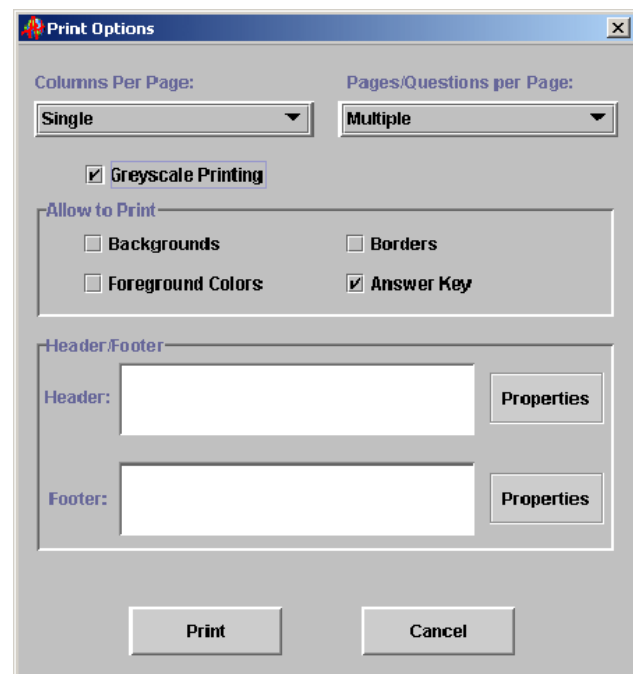 Print Options
Columns Per Page: Pages/Questions per Page:
Single Multiple
Greyscale Printing
Allow to Print
Backgrounds Borders
Foreground Colors Answer Key
Header/Footer
Header: Properties
Footer: Properties
Print Cancel